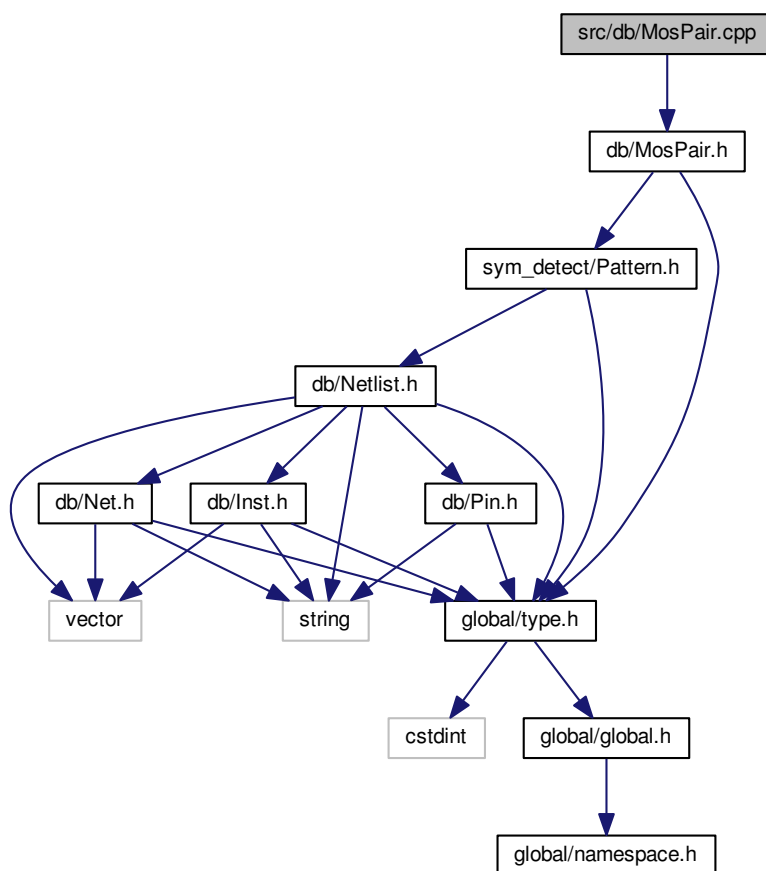 src/db/MosPair.cpp
db/MosPair.h
sym_detect/Pattern.h
db/Netlist.h
db/Net.h
db/Inst.h
db/Pin.h
vector
string
global/type.h
cstdint
global/global.h
global/namespace.h